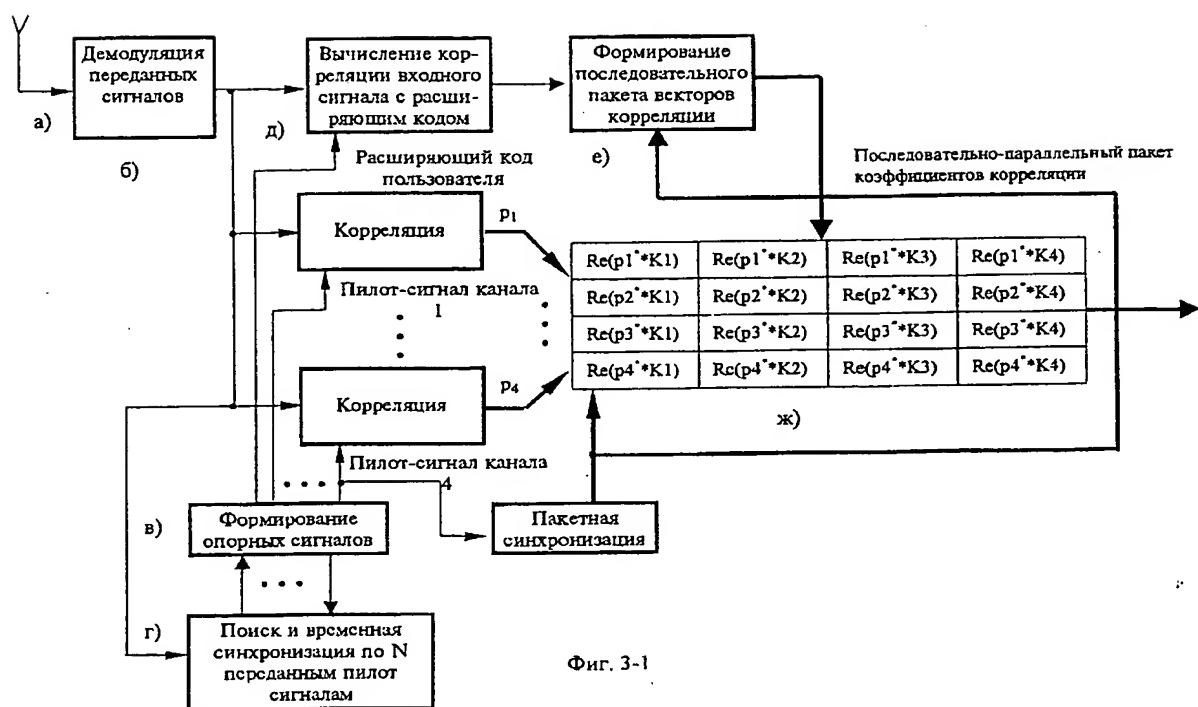 Демодуляция
переданных
сигналов
а)
б)
Вычисление кор-
реляции входного
сигнала с расши-
ряющим кодом
д)
Формирование
последовательного
пакета векторов
корреляции
е)
Расширяющий код
пользователя
Последовательно-параллельный пакет
коэффициентов корреляции
Корреляция
p1
Пилот-сигнал канала
1
Re(p1**K1) Re(p1**K2) Re(p1**K3) Re(p1**K4)
Re(p2**K1) Re(p2**K2) Re(p2**K3) Re(p2**K4)
Re(p3**K1) Re(p3**K2) Re(p3**K3) Re(p3**K4)
Re(p4**K1) Re(p4**K2) Re(p4**K3) Re(p4**K4)
Корреляция
p4
ж)
Пилот-сигнал канала
4
в)
Формирование
опорных сигналов
Пакетная
синхронизация
г)
Поиск и временная
синхронизация по N
переданным пилот
сигналам
Фиг. 3-1